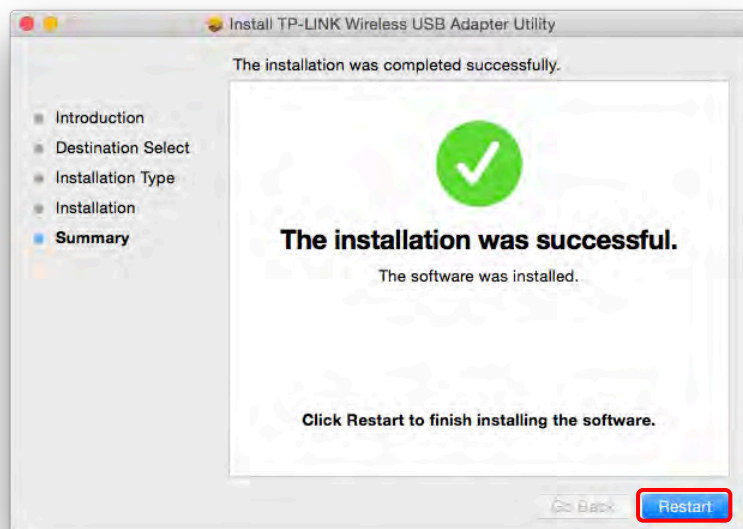 Install TP-LINK Wireless USB Adapter Utility
The installation was completed successfully.
Introduction
Destination Select
Installation Type
Installation
Summary
The installation was successful.
The software was installed.
Click Restart to finish installing the software.
Go Back
Restart